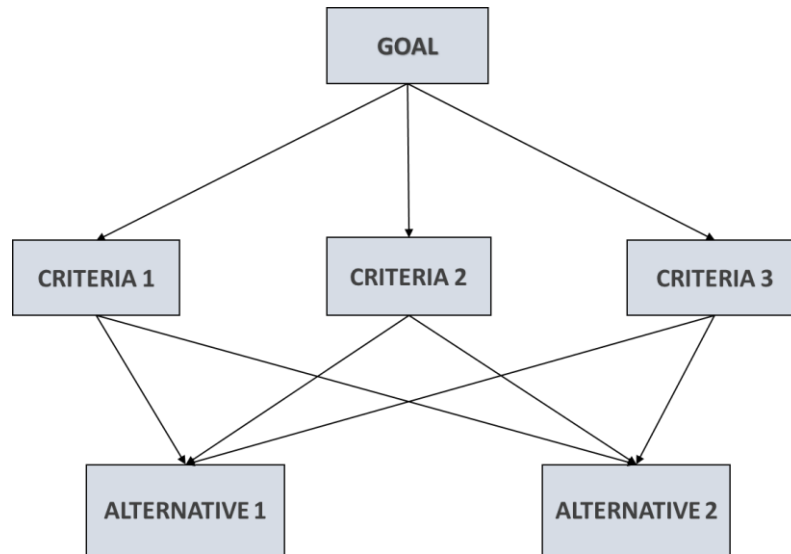 GOAL
CRITERIA 1
CRITERIA 2
CRITERIA 3
ALTERNATIVE 1
ALTERNATIVE 2